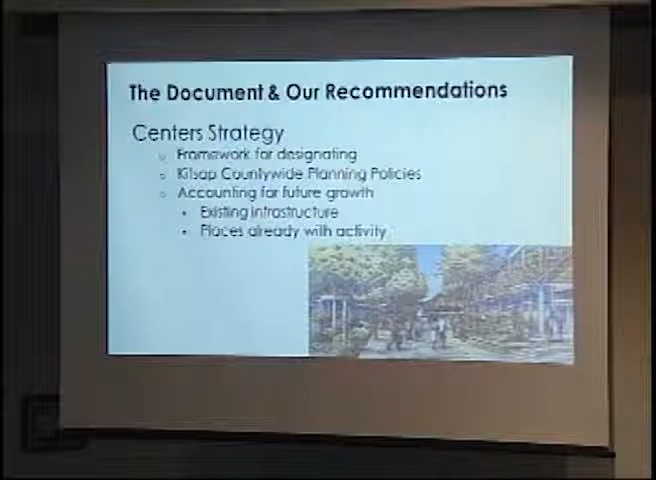 The Document & Our Recommendations
Centers Strategy
Framework for designating
Kitsap Countywide Planning Policies
Accounting for future growth
Existing infrastructure
Places already with activity